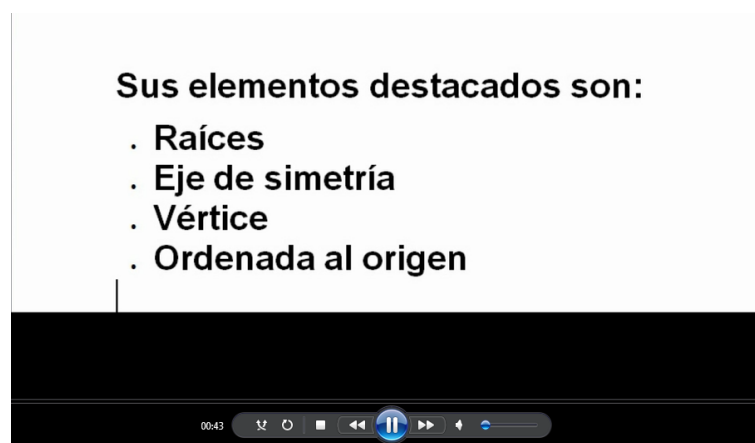 Sus elementos destacados son:
. Raíces
. Eje de simetría
. Vértice
. Ordenada al origen
00:43